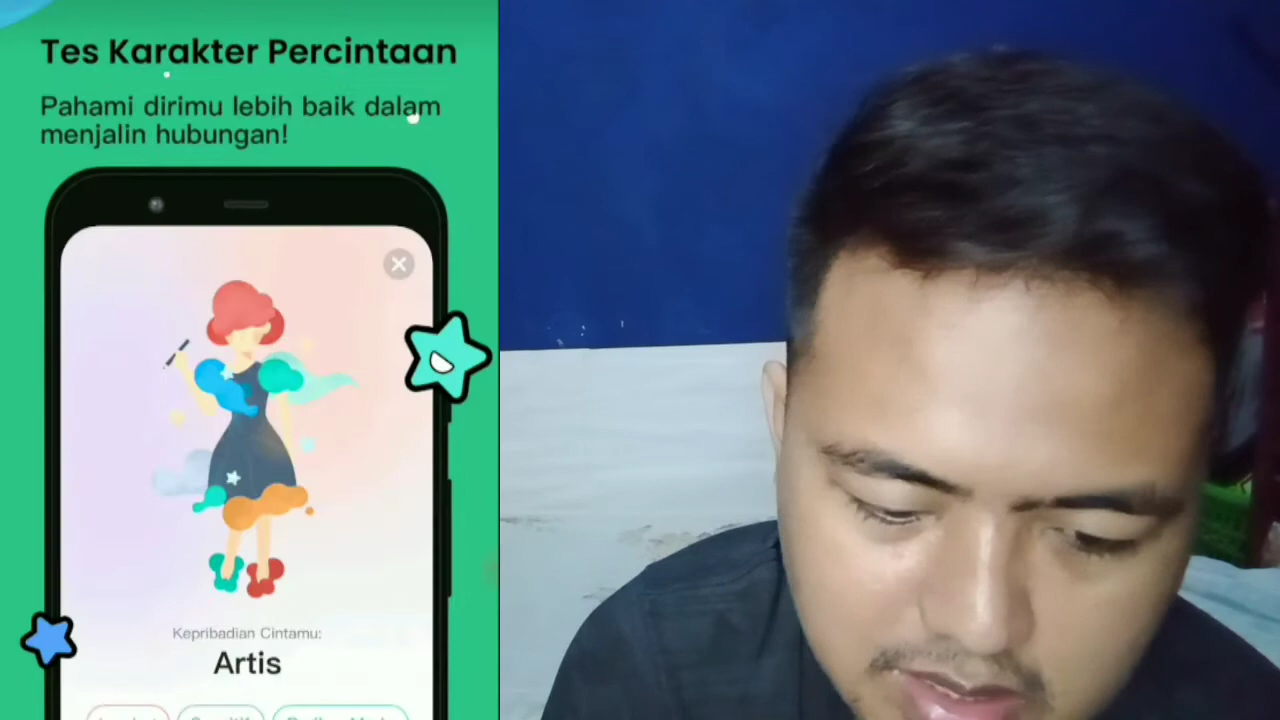 Tes Karakter Percintaan
Pahami dirimu lebih baik dalam
menjalin hubungan!
Kepribadian Cintamu:
Artis